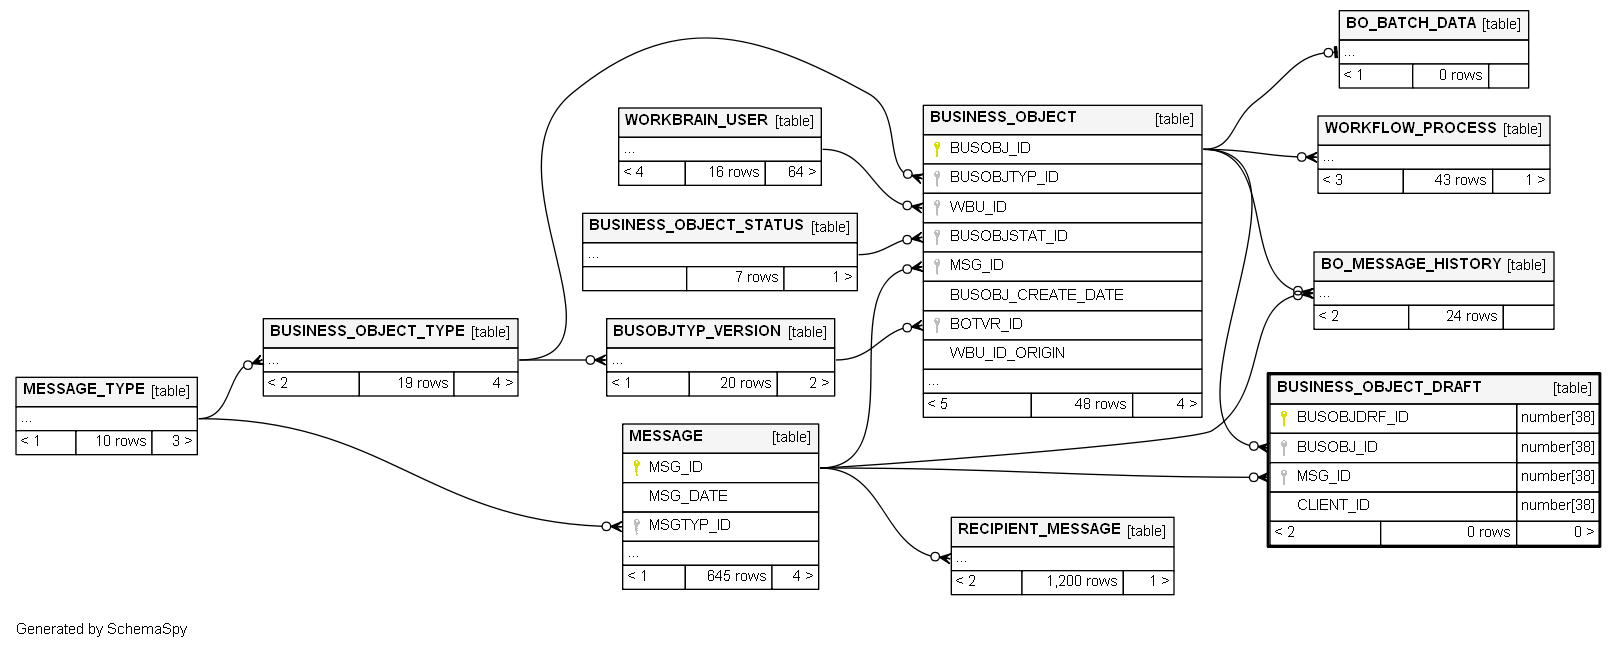 BO_BATCH_DATA [table]
...
< 1 0 rows
WORKBRAIN_USER [table]
...
< 4 16 rows 64 >
BUSINESS_OBJECT [table]
BUSOBJ_ID
BUSOBJTYP_ID
WBU_ID
BUSOBJSTAT_ID
MSG_ID
BUSOBJ_CREATE_DATE
BOTVR_ID
WBU_ID_ORIGIN
...
< 5 48 rows 4 >
WORKFLOW_PROCESS [table]
...
< 3 43 rows 1 >
BUSINESS_OBJECT_STATUS [table]
...
7 rows 1 >
BO_MESSAGE_HISTORY [table]
...
< 2 24 rows
BUSINESS_OBJECT_TYPE [table]
...
< 2 19 rows 4 >
BUSOBJTYP_VERSION [table]
...
< 1 20 rows 2 >
MESSAGE_TYPE [table]
...
< 1 10 rows 3 >
BUSINESS_OBJECT_DRAFT [table]
BUSOBJDRF_ID number[38]
BUSOBJ_ID number[38]
MSG_ID number[38]
CLIENT_ID number[38]
< 2 0 rows 0 >
MESSAGE [table]
MSG_ID
MSG_DATE
MSGTYP_ID
...
< 1 645 rows 4 >
RECIPIENT_MESSAGE [table]
...
< 2 1,200 rows 1 >
Generated by SchemaSpy